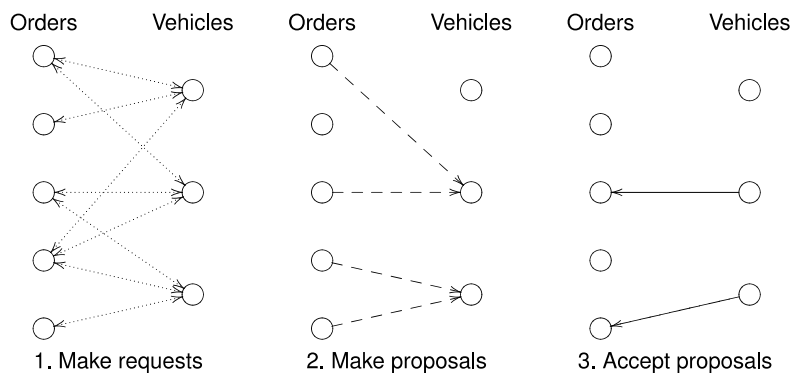 Orders Vehicles Orders Vehicles Orders Vehicles
1. Make requests 2. Make proposals 3. Accept proposals